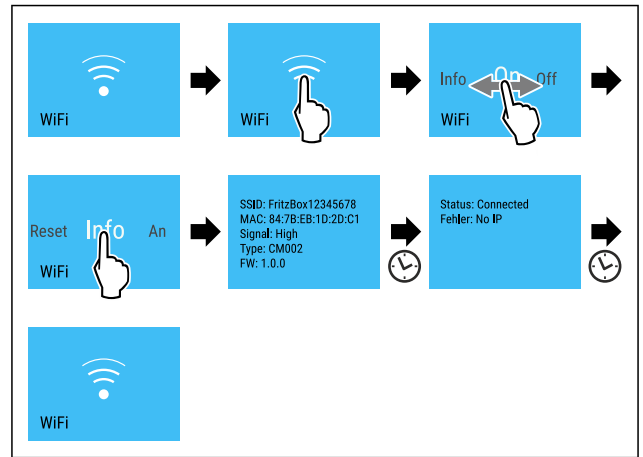 WiFi
WiFi
Info On Off
WiFi
Reset Info An
WiFi
SSID: FritzBox12345678
MAC: 84:7B:EB:1D:2D:C1
Signal: High
Type: CM002
FW: 1.0.0
Status: Connected
Fehler: No IP
WiFi